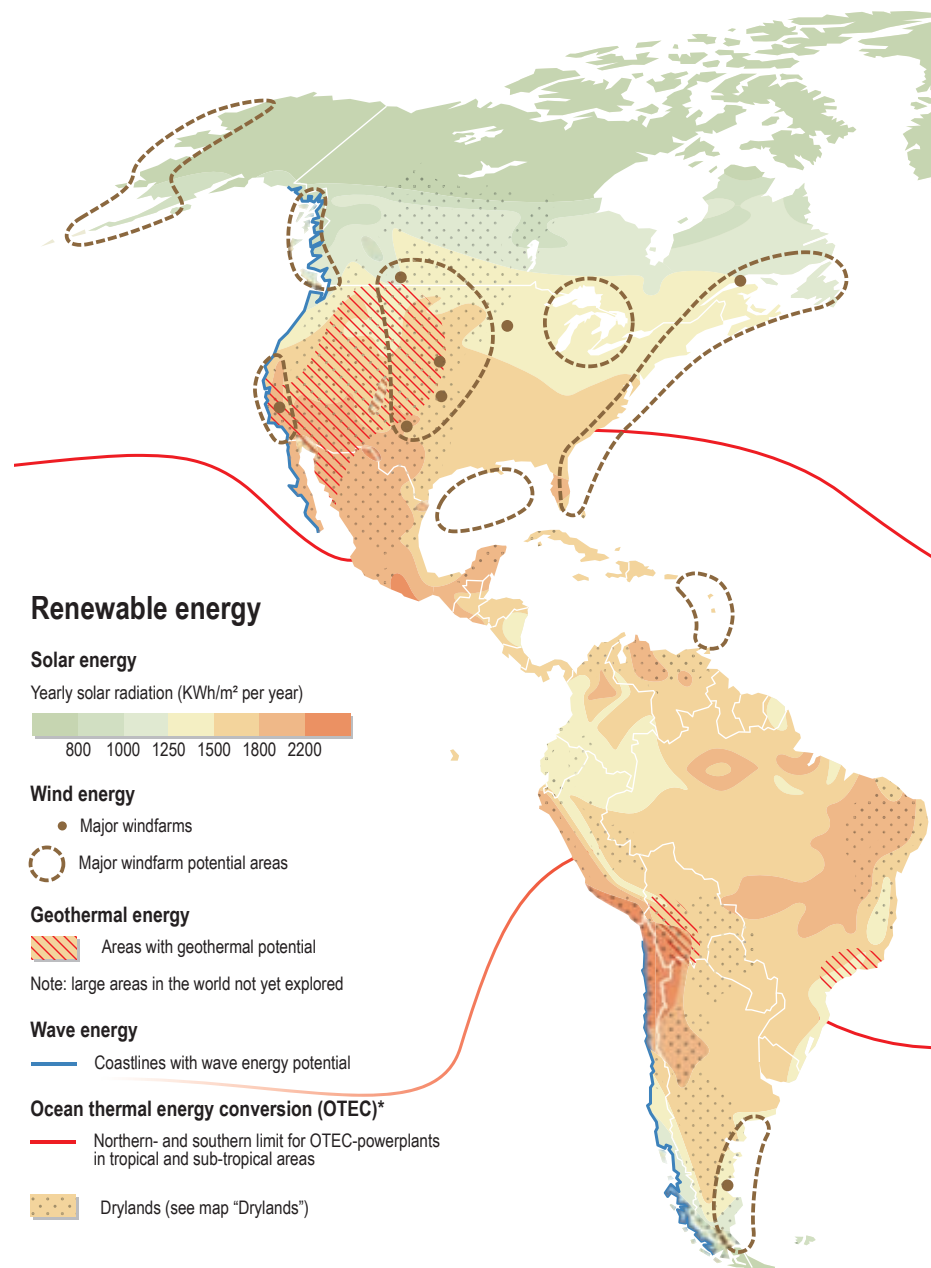 Renewable energy
Solar energy
Yearly solar radiation (KWh/m² per year)
800 1000 1250 1500 1800 2200
Wind energy
Major windfarms
Major windfarm potential areas
Geothermal energy
Areas with geothermal potential
Note: large areas in the world not yet explored
Wave energy
Coastlines with wave energy potential
Ocean thermal energy conversion (OTEC)*
Northern- and southern limit for OTEC-powerplants
in tropical and sub-tropical areas
Drylands (see map “Drylands”)